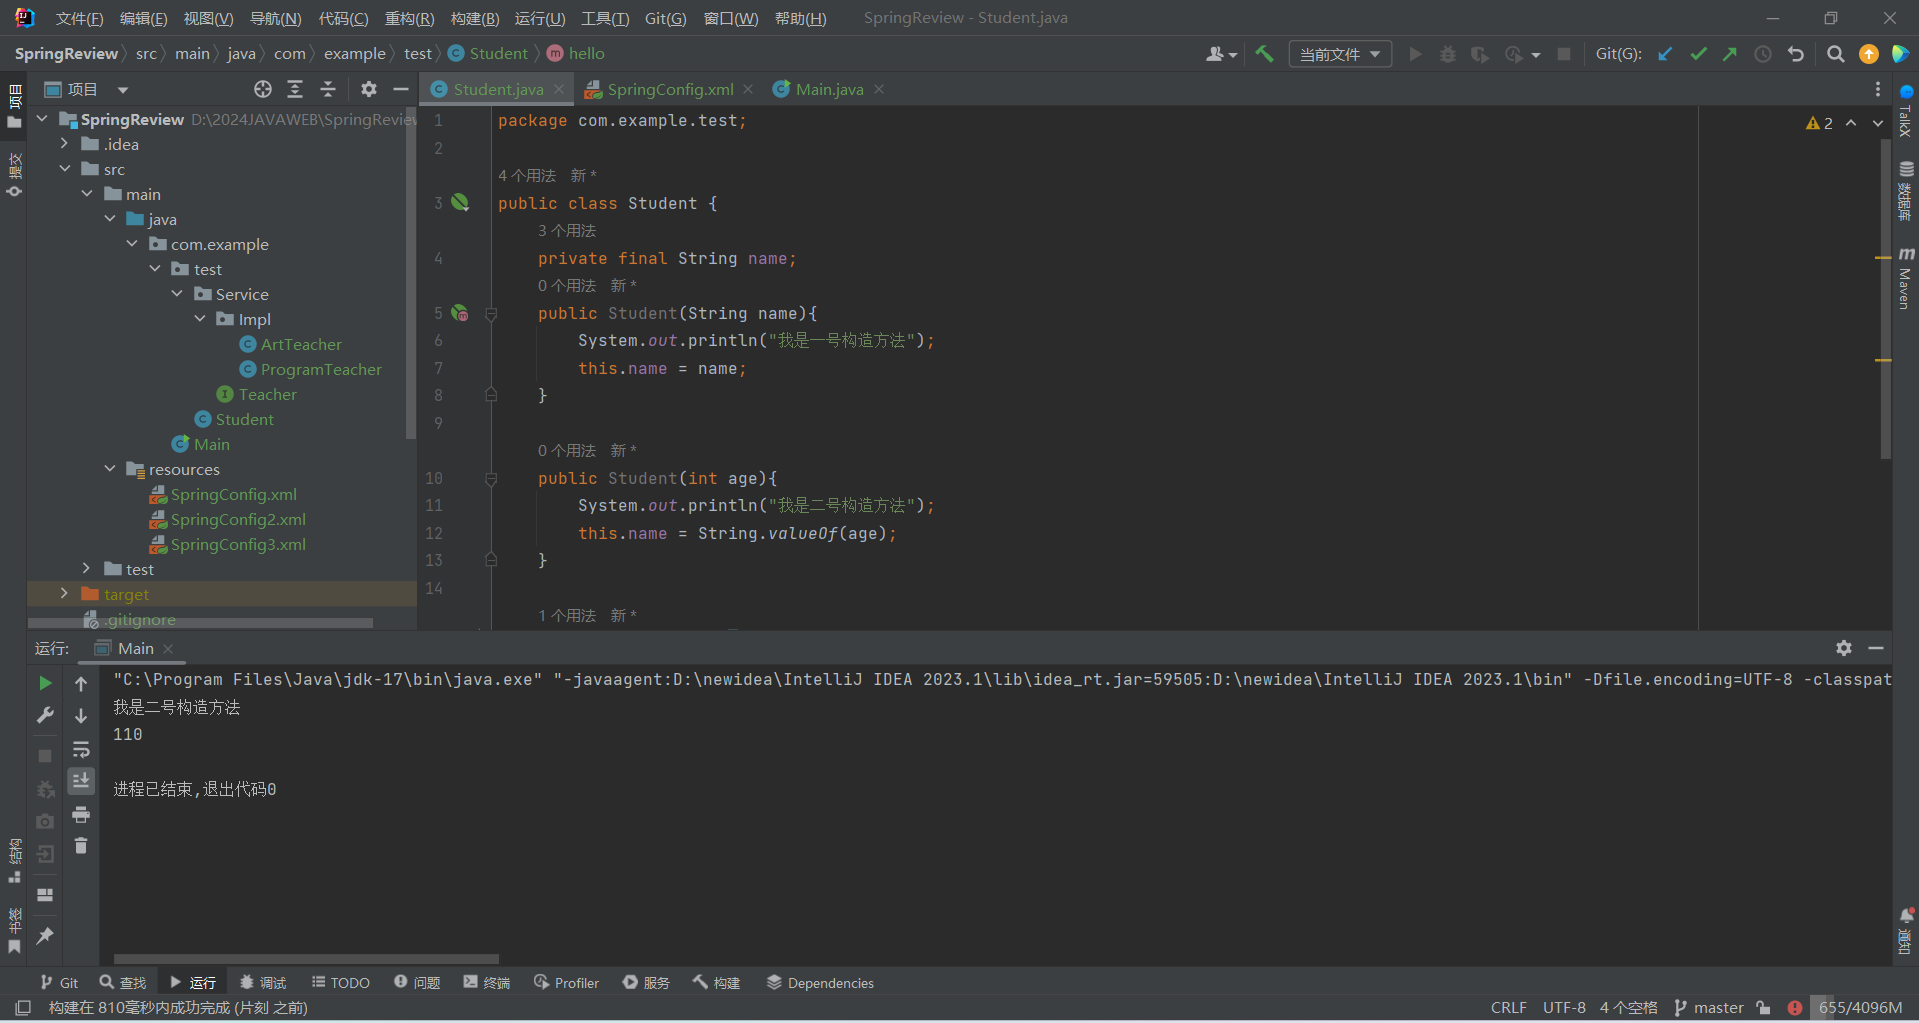 文件(F) 编辑(E) 视图(V) 导航(N) 代码(C) 重构(R) 构建(B) 运行(U) 工具(T) Git(G) 窗口(W) 帮助(H) SpringReview - Student.java
SpringReview src main java com example test Student hello 当前文件 Git(G):
项目
Student.java SpringConfig.xml Main.java
SpringReview D:\2024JAVAWEB\SpringReview
.idea
src
main
java
com.example
test
Service
Impl
ArtTeacher
ProgramTeacher
Teacher
Student
Main
resources
SpringConfig.xml
SpringConfig2.xml
SpringConfig3.xml
test
target
.gitignore
项目
提交
结构
书签
1 package com.example.test;
2
4 个用法 新 *
3 public class Student {
3 个用法
4 private final String name;
0 个用法 新 *
5 public Student(String name){
6 System.out.println("我是一号构造方法");
7 this.name = name;
8 }
9
0 个用法 新 *
10 public Student(int age){
11 System.out.println("我是二号构造方法");
12 this.name = String.valueOf(age);
13 }
14
1 个用法 新 *
2
TalkX
数据库
Maven
通知
运行: Main
"C:\Program Files\Java\jdk-17\bin\java.exe" "-javaagent:D:\newidea\IntelliJ IDEA 2023.1\lib\idea_rt.jar=59505:D:\newidea\IntelliJ IDEA 2023.1\bin" -Dfile.encoding=UTF-8 -classpat
我是二号构造方法
110
进程已结束,退出代码0
Git 查找 运行 调试 TODO 问题 终端 Profiler 服务 构建 Dependencies
构建在 810毫秒内成功完成 (片刻 之前) CRLF UTF-8 4 个空格 master 655/4096M